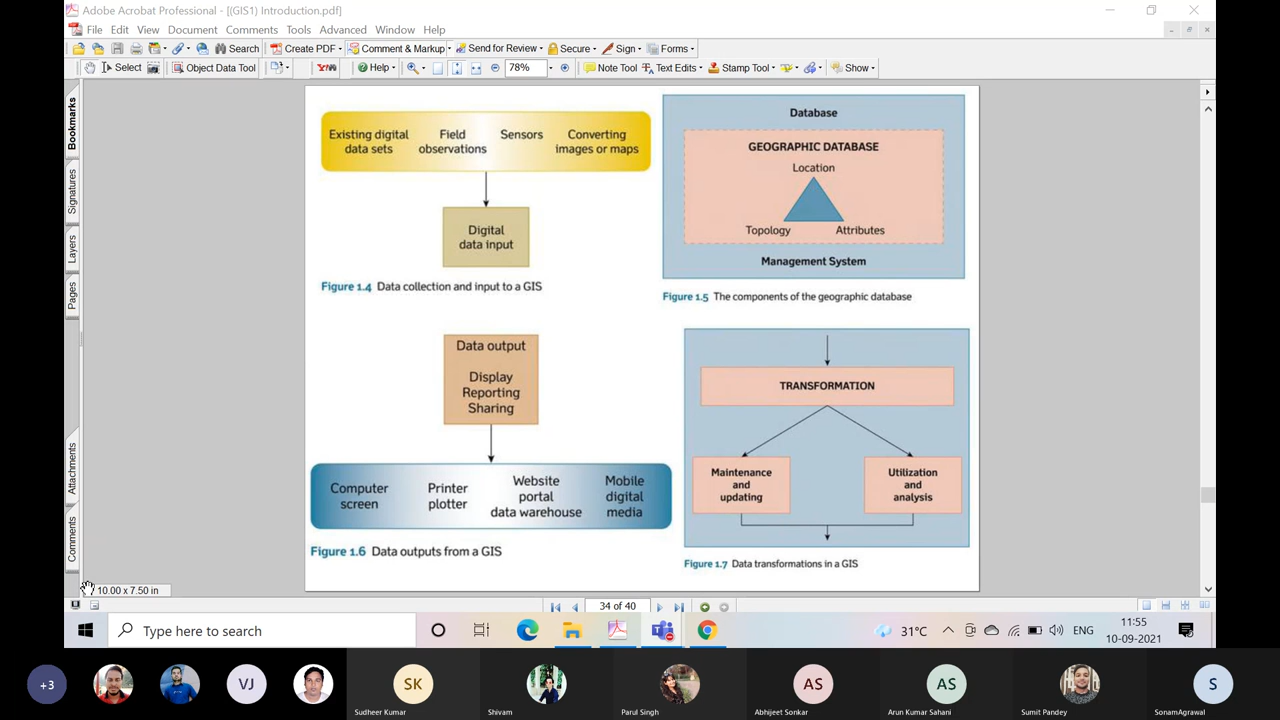 Adobe Acrobat Professional - [(GIS1) Introduction.pdf]
File Edit View Document Comments Tools Advanced Window Help
Search Create PDF Comment & Markup Send for Review Secure Sign Forms
Select Object Data Tool Y!! Help 78% Note Tool Text Edits Stamp Tool Show
Bookmarks
Signatures
Layers
Pages
Attachments
Comments
Existing digital
data sets
Field
observations
Sensors
Converting
images or maps
Digital
data input
Figure 1.4 Data collection and input to a GIS
Database
GEOGRAPHIC DATABASE
Location
Topology Attributes
Management System
Figure 1.5 The components of the geographic database
Data output
Display
Reporting
Sharing
Computer
screen
Printer
plotter
Website
portal
data warehouse
Mobile
digital
media
Figure 1.6 Data outputs from a GIS
TRANSFORMATION
Maintenance
and
updating
Utilization
and
analysis
Figure 1.7 Data transformations in a GIS
10.00 x 7.50 in
34 of 40
Type here to search
31°C ENG
11:55
10-09-2021
+3
VJ
SK
AS
AS
S
Sudheer Kumar
Shivam
Parul Singh
Abhijeet Sonkar
Arun Kumar Sahani
Sumit Pandey
SonamAgrawal